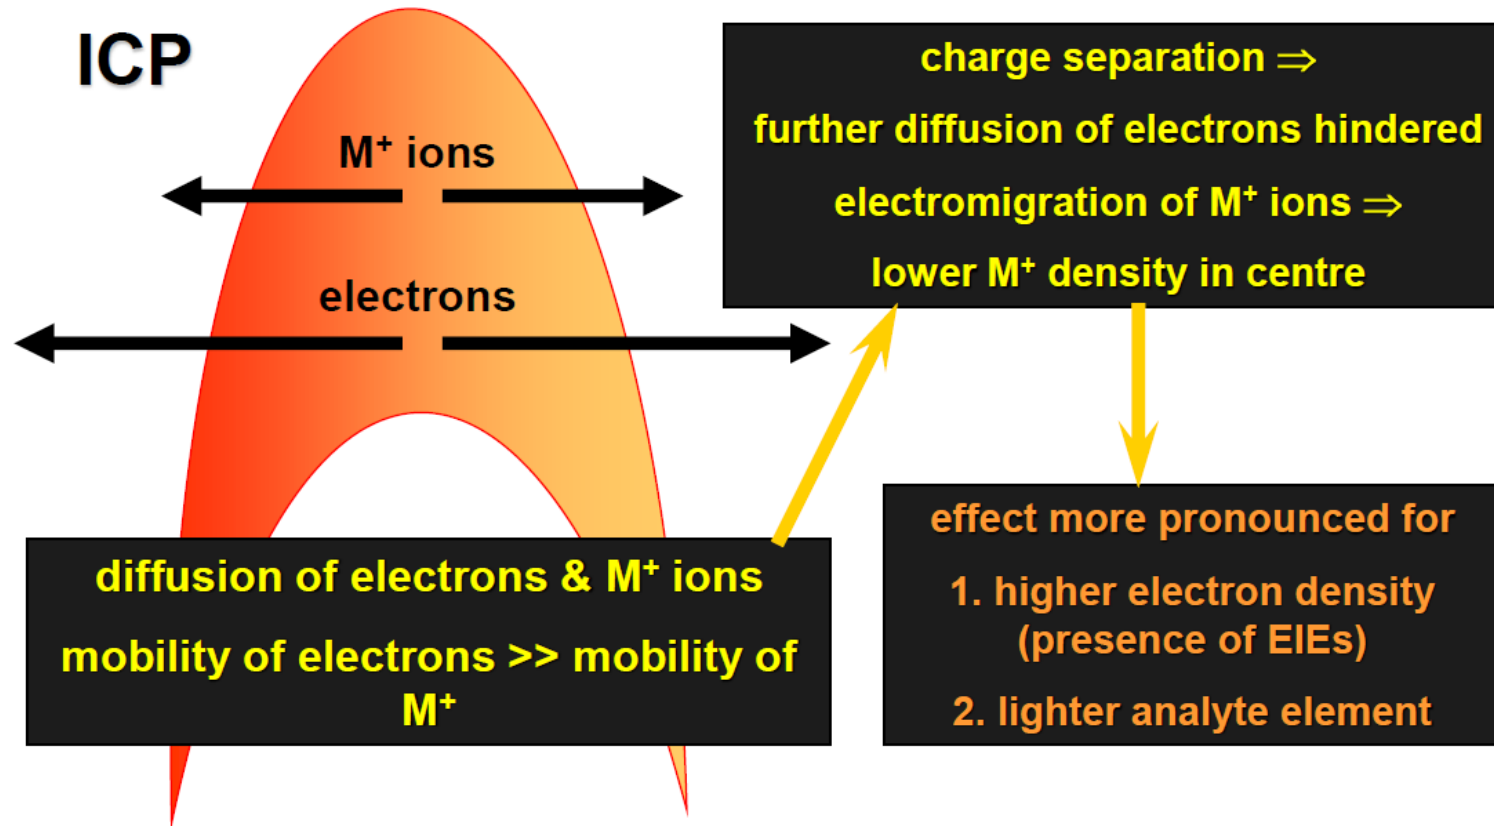 ICP
M⁺ ions
electrons
charge separation ⇒
further diffusion of electrons hindered
electromigration of M⁺ ions ⇒
lower M⁺ density in centre
diffusion of electrons & M⁺ ions
mobility of electrons >> mobility of
M⁺
effect more pronounced for
1. higher electron density
(presence of EIEs)
2. lighter analyte element